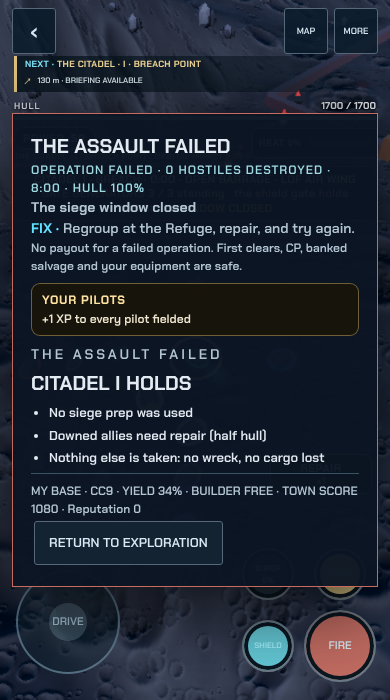 ‹
MAP
MORE
NEXT · THE CITADEL · I · BREACH POINT
↗ 130 m · BRIEFING AVAILABLE
HULL
1700 / 1700
THE ASSAULT FAILED
OPERATION FAILED · 0 HOSTILES DESTROYED ·
8:00 · HULL 100%
The siege window closed
FIX · Regroup at the Refuge, repair, and try again.
No payout for a failed operation. First clears, CP, banked
salvage and your equipment are safe.
YOUR PILOTS
+1 XP to every pilot fielded
THE ASSAULT FAILED
CITADEL I HOLDS
• No siege prep was used
• Downed allies need repair (half hull)
• Nothing else is taken: no wreck, no cargo lost
MY BASE · CC9 · YIELD 34% · BUILDER FREE · TOWN SCORE
1080 · Reputation 0
RETURN TO EXPLORATION
DRIVE
SHIELD
FIRE